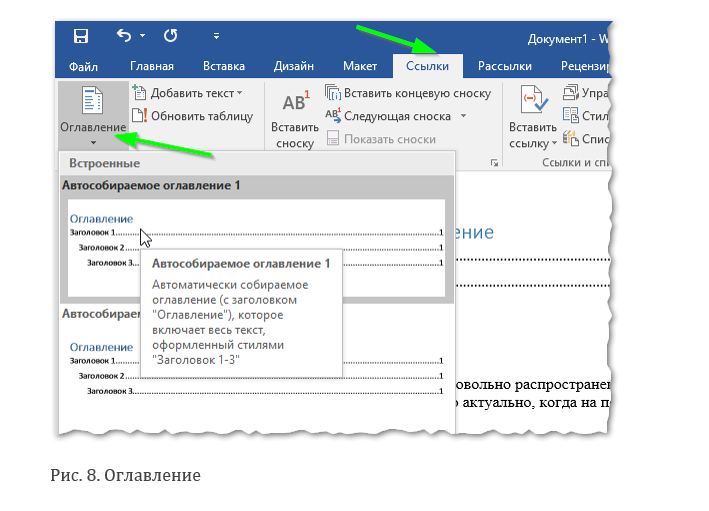 Документ1 - W
Файл Главная Вставка Дизайн Макет Ссылки Рассылки Рецензир
Оглавление
Добавить текст
Обновить таблицу
AB1
Вставить сноску
Вставить концевую сноску
AB1 Следующая сноска
Показать сноски
Вставить ссылку
Упра
Стил
Спис
Ссылки и спи
Встроенные
Автособираемое оглавление 1
Оглавление
Заголовок 1...1
Заголовок 2...1
Заголовок 3...1
Автособираемое оглавление 1
Автоматически собираемое
оглавление (с заголовком
"Оглавление"), которое
включает весь текст,
оформленный стилями
"Заголовок 1-3"
Автособираем
Оглавление
Заголовок 1...1
Заголовок 2...1
Заголовок 3...1
ение
овольно распространен
о актуально, когда на п
Рис. 8. Оглавление